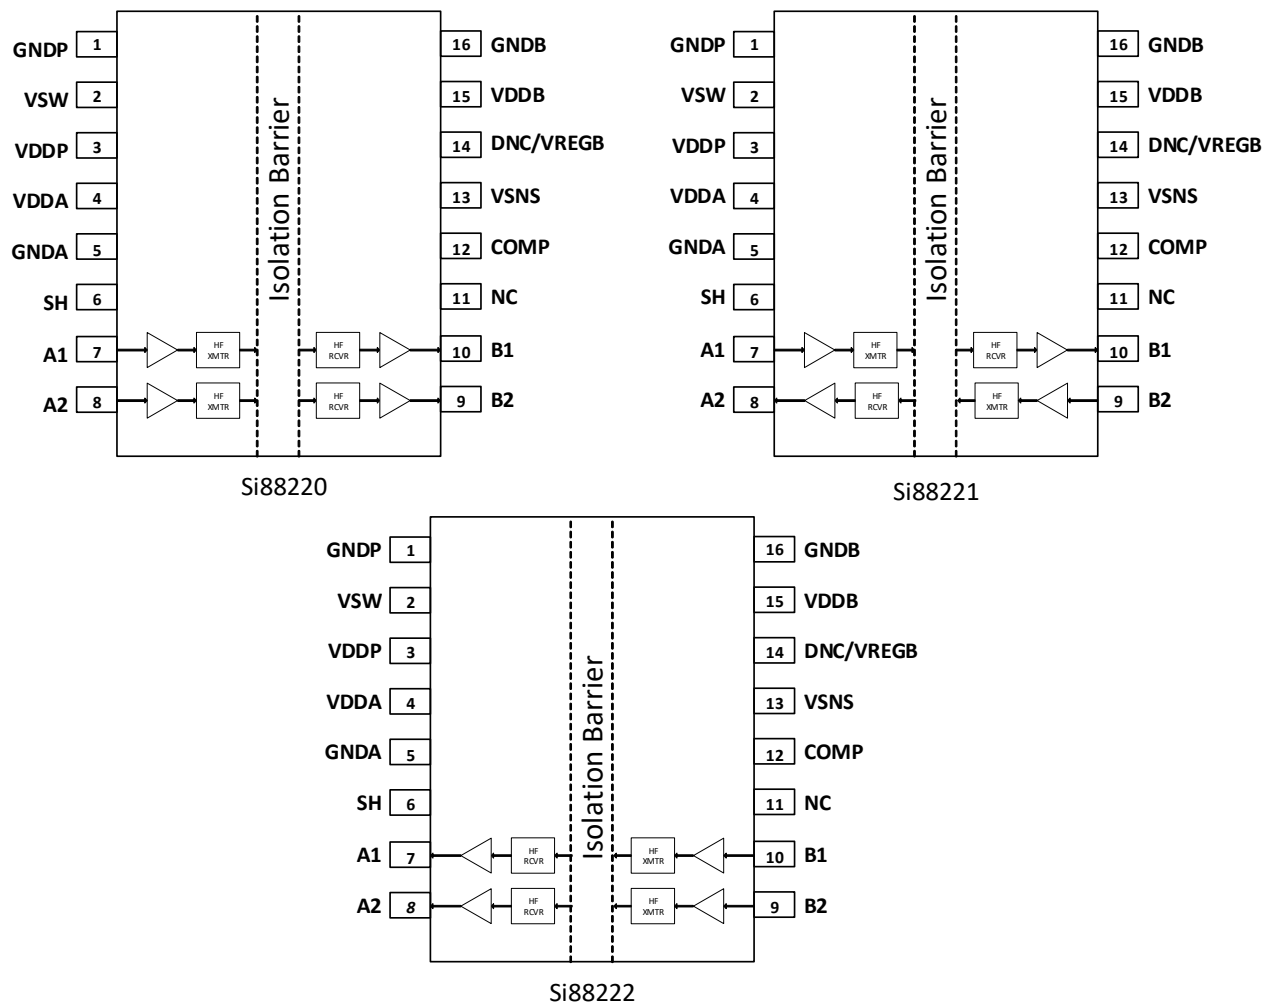 GNDP 1 16 GNDB
VSW 2 15 VDDB
VDDP 3 14 DNC/VREGB
VDDA 4 13 VSNS
GNDA 5 12 COMP
SH 6 11 NC
A1 7 HF XMTR HF RCVR 10 B1
A2 8 HF XMTR HF RCVR 9 B2
Isolation Barrier
Si88220
GNDP 1 16 GNDB
VSW 2 15 VDDB
VDDP 3 14 DNC/VREGB
VDDA 4 13 VSNS
GNDA 5 12 COMP
SH 6 11 NC
A1 7 HF XMTR HF RCVR 10 B1
A2 8 HF RCVR HF XMTR 9 B2
Isolation Barrier
Si88221
GNDP 1 16 GNDB
VSW 2 15 VDDB
VDDP 3 14 DNC/VREGB
VDDA 4 13 VSNS
GNDA 5 12 COMP
SH 6 11 NC
A1 7 HF RCVR HF XMTR 10 B1
A2 8 HF RCVR HF XMTR 9 B2
Isolation Barrier
Si88222